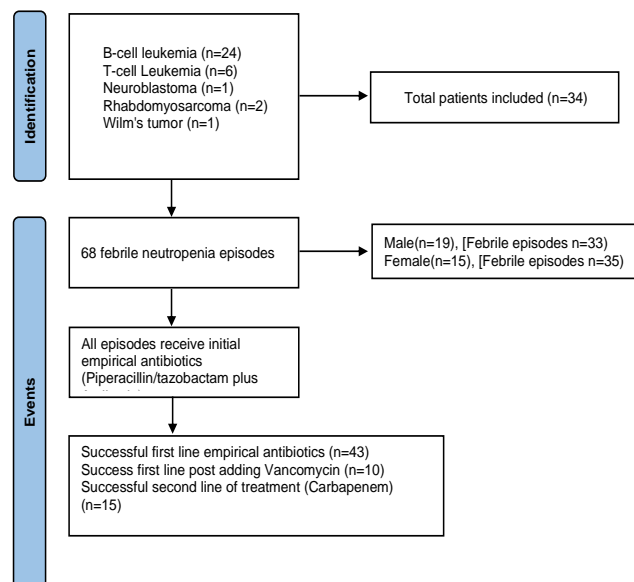 Identification
B-cell leukemia (n=24)
T-cell Leukemia (n=6)
Neuroblastoma (n=1)
Rhabdomyosarcoma (n=2)
Wilm's tumor (n=1)
Total patients included (n=34)
Events
68 febrile neutropenia episodes
Male(n=19), [Febrile episodes n=33)
Female(n=15), [Febrile episodes n=35)
All episodes receive initial
empirical antibiotics
(Piperacillin/tazobactam plus
Successful first line empirical antibiotics (n=43)
Success first line post adding Vancomycin (n=10)
Successful second line of treatment (Carbapenem)
(n=15)